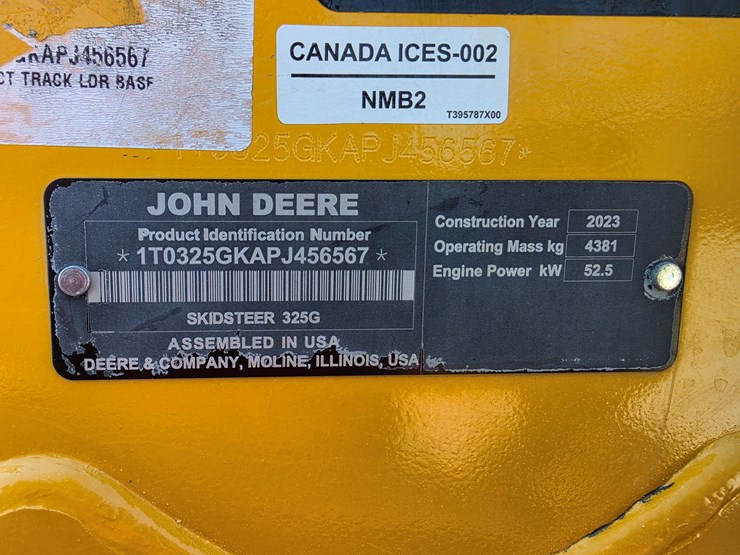 KAPJ456567
CT TRACK LDR BASE
CANADA ICES-002
NMB2
T395787X00
1T0325GKAPJ456567*
JOHN DEERE
Product Identification Number
* 1T0325GKAPJ456567 *
SKIDSTEER 325G
ASSEMBLED IN USA
DEERE & COMPANY, MOLINE, ILLINOIS, USA
Construction Year 2023
Operating Mass kg 4381
Engine Power kW 52.5